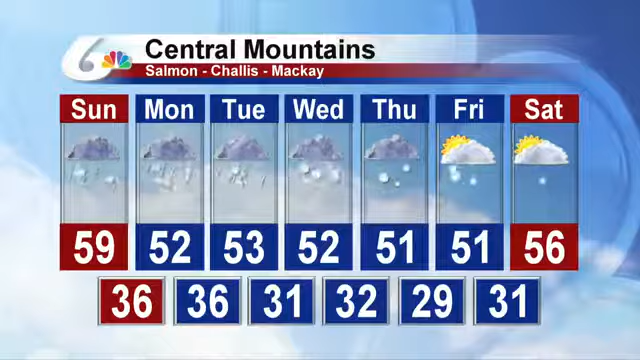 6 Central Mountains
Salmon - Challis - Mackay
Sun Mon Tue Wed Thu Fri Sat
59 52 53 52 51 51 56
36 36 31 32 29 31